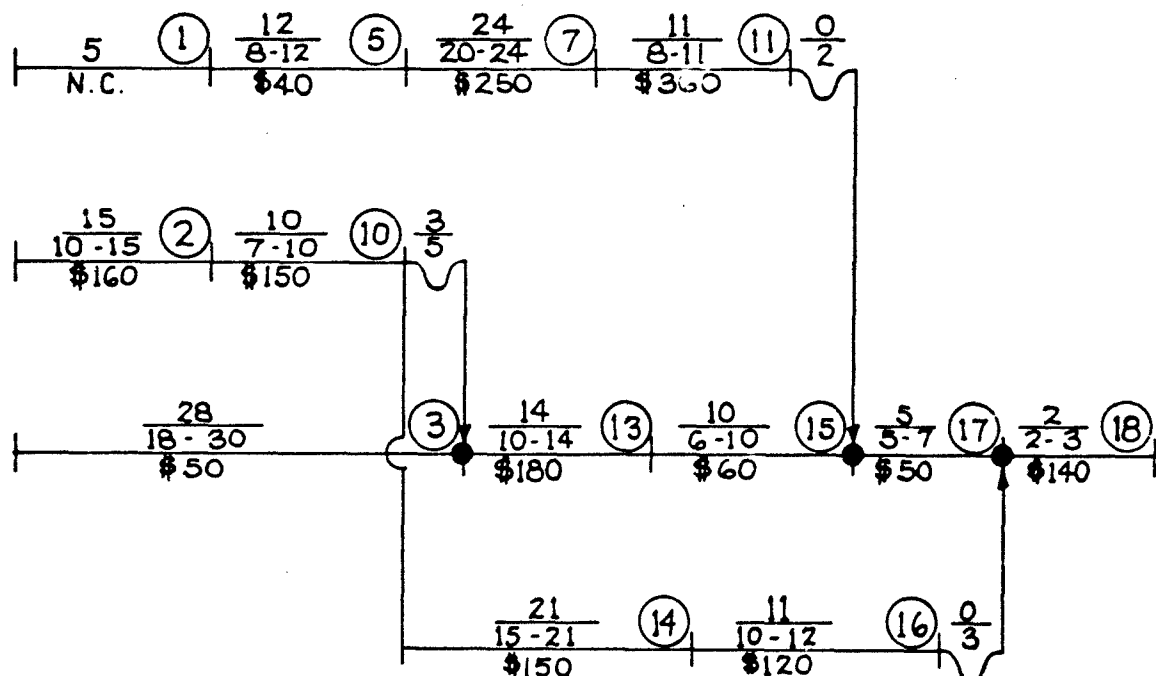 5 ① 12 ⑤ 24 ⑦ 11 ⑪ 0
8-12 20-24 8-11 2
N.C. $40 $250 $360
15 ② 10 ⑩ 3
10-15 7-10 5
$160 $150
28 ③ 14 ⑬ 10 ⑮ 5 ⑰ 2 ⑱
18-30 10-14 6-10 5-7 2-3
$50 $180 $60 $50 $140
21 ⑭ 11 ⑯ 0
15-21 10-12 3
$150 $120